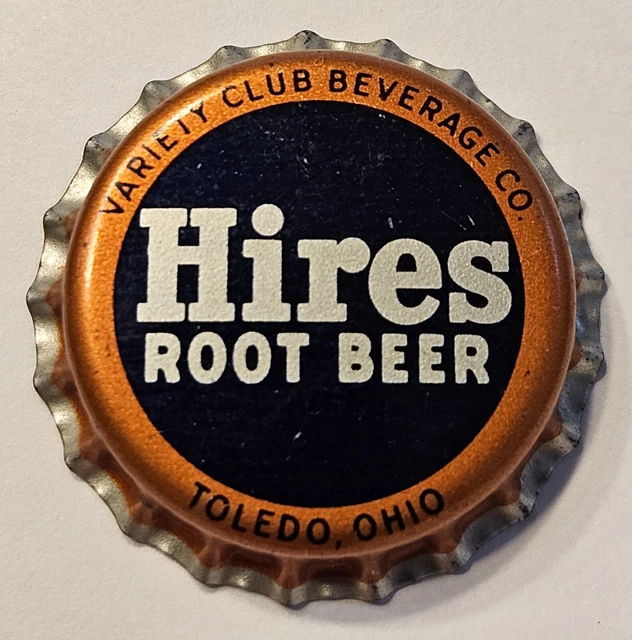 VARIETY CLUB BEVERAGE CO.
Hires
ROOT BEER
TOLEDO, OHIO